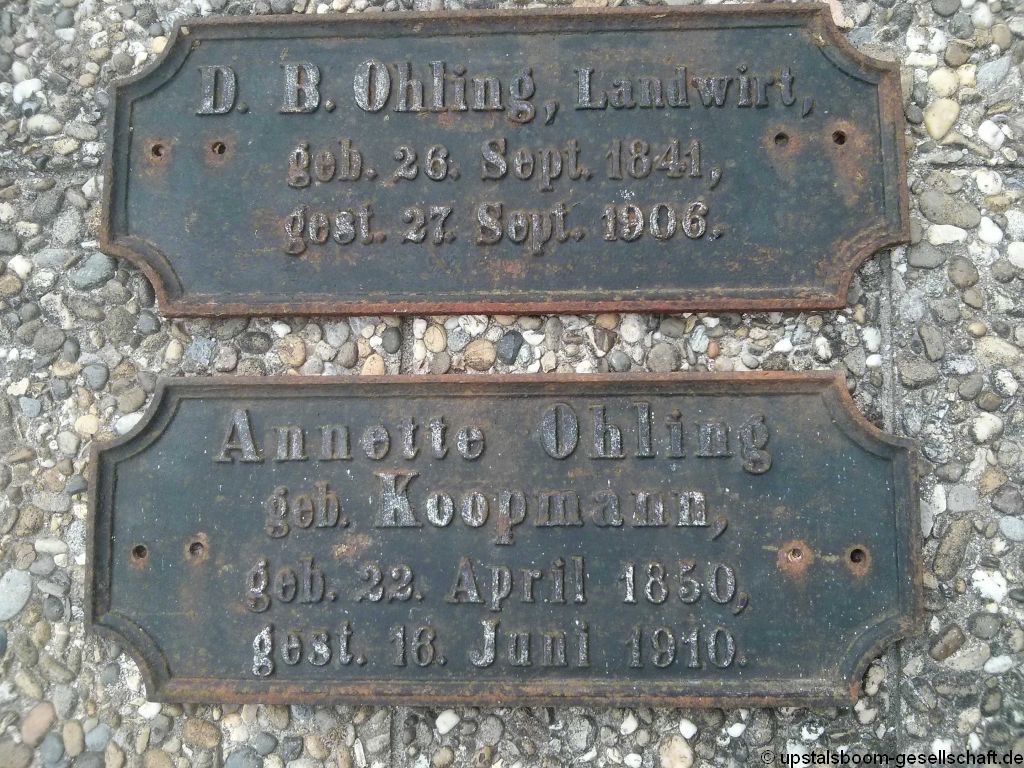 D. B. Ohling, Landwirt,
geb. 26. Sept. 1841,
gest. 27. Sept. 1906.
Annette Ohling
geb. Koopmann,
geb. 22. April 1850,
gest. 16. Juni 1910.
© upstalsboom-gesellschaft.de